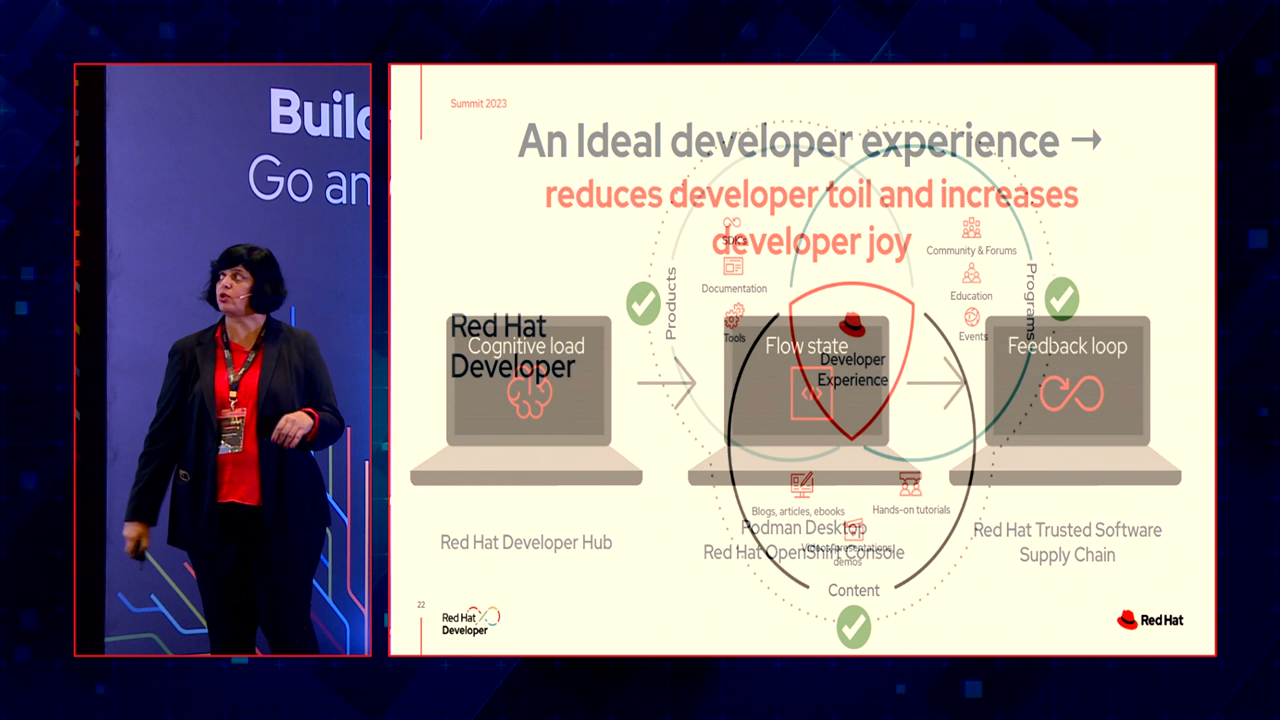 Build
Go an
Summit 2023
An Ideal developer experience →
reduces developer toil and increases
developer joy
SDKs
Documentation
Tools
Products
Community & Forums
Education
Events
Programs
Red Hat
Developer
Cognitive load
Flow state
Developer
Experience
Feedback loop
Blogs, articles, ebooks
Hands-on tutorials
Videos, presentations,
demos
Content
Red Hat Developer Hub
Podman Desktop
Red Hat OpenShift Console
Red Hat Trusted Software
Supply Chain
22
Red Hat
Developer
Red Hat